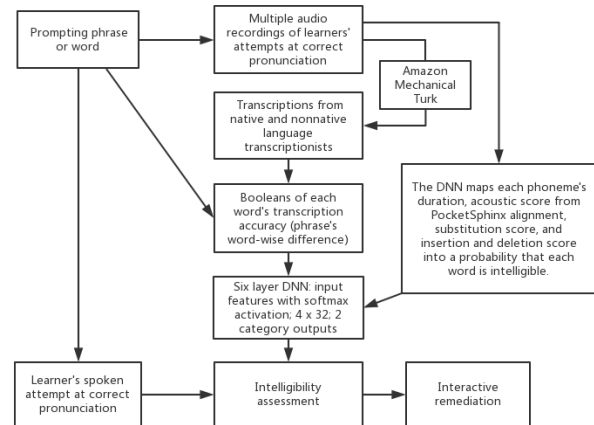 Prompting phrase
or word
Multiple audio
recordings of learners'
attempts at correct
pronunciation
Amazon
Mechanical
Turk
Transcriptions from
native and nonnative
language
transcriptionists
Booleans of each
word's transcription
accuracy (phrase's
word-wise difference)
The DNN maps each phoneme's
duration, acoustic score from
PocketSphinx alignment,
substitution score, and
insertion and deletion score
into a probability that each
word is intelligible.
Six layer DNN: input
features with softmax
activation; 4 x 32; 2
category outputs
Learner's spoken
attempt at correct
pronunciation
Intelligibility
assessment
Interactive
remediation